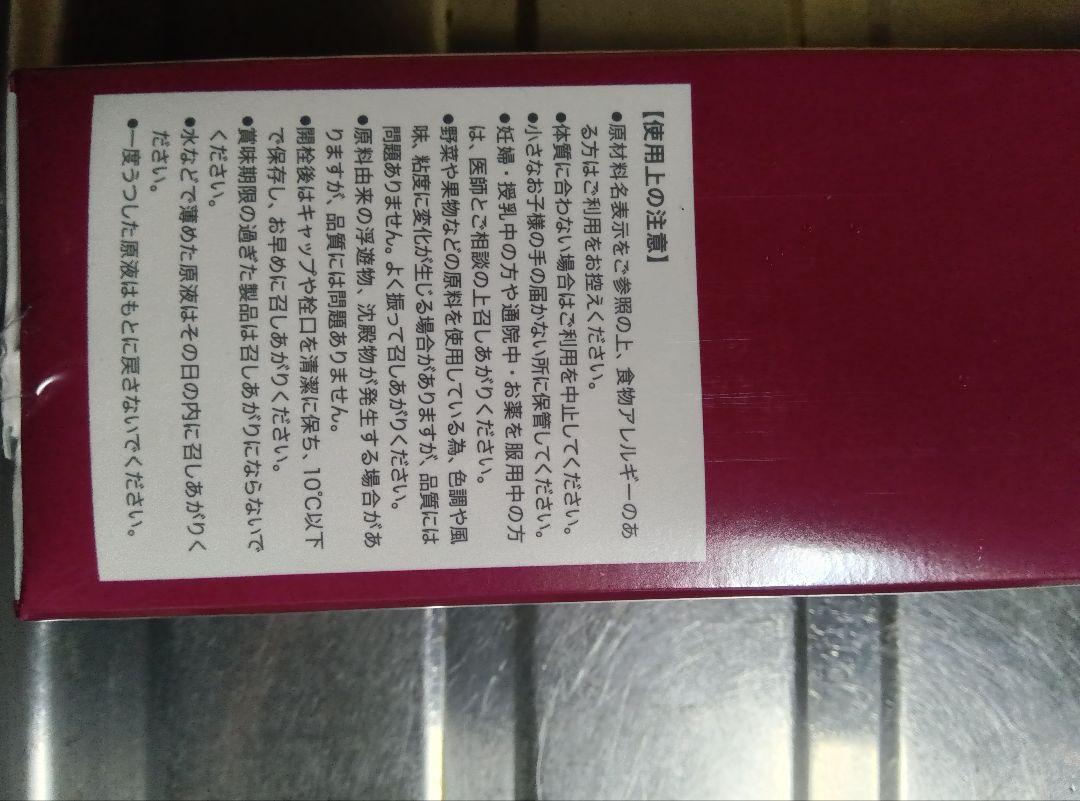 【使用上の注意】
●原材料名表示をご参照の上、食物アレルギーのあ
る方はご利用をお控えください。
●体質に合わない場合はご利用を中止してください。
●小さなお子様の手の届かない所に保管してください。
●妊婦・授乳中の方や通院中・お薬を服用中の方
は、医師とご相談の上召しあがりください。
●野菜や果物などの原料を使用している為、色調や風
味、粘度に変化が生じる場合がありますが、品質には
問題ありません。よく振って召しあがりください。
●原料由来の浮遊物、沈殿物が発生する場合があ
りますが、品質には問題ありません。
●開栓後はキャップや栓口を清潔に保ち、10℃以下
で保存し、お早めに召しあがりください。
●賞味期限の過ぎた製品は召しあがりにならないで
ください。
●水などで薄めた原液はその日の内に召しあがりく
ださい。
●一度うつした原液はもとに戻さないでください。